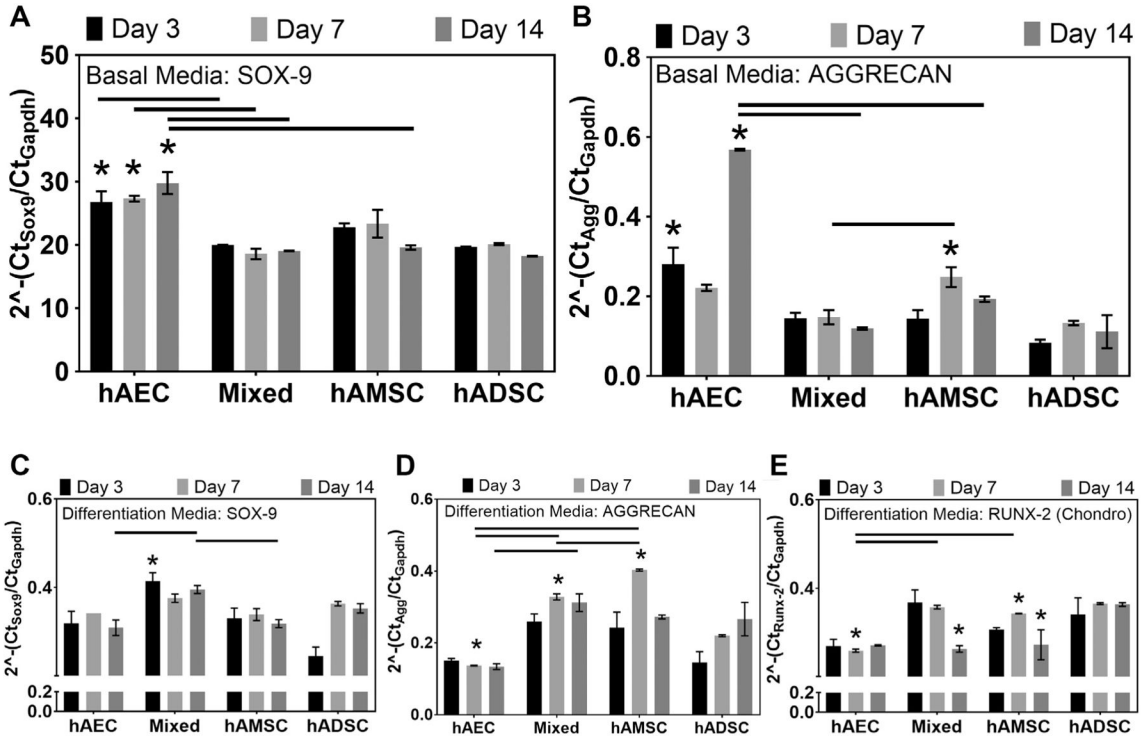 A
Day 3 Day 7 Day 14
Basal Media: SOX-9
2^-(CtSox9/CtGapdh)
50
40
30
20
10
0
* * *
hAEC Mixed hAMSC hADSC
B
Day 3 Day 7 Day 14
Basal Media: AGGRECAN
2^-(CtAgg/CtGapdh)
0.8
0.6
0.4
0.2
0.0
* * *
hAEC Mixed hAMSC hADSC
C
Day 3 Day 7 Day 14
Differentiation Media: SOX-9
2^-(CtSox9/CtGapdh)
0.6
0.4
0.2
0.0
*
hAEC Mixed hAMSC hADSC
D
Day 3 Day 7 Day 14
Differentiation Media: AGGRECAN
2^-(CtAgg/CtGapdh)
0.6
0.4
0.2
0.0
* * *
hAEC Mixed hAMSC hADSC
E
Day 3 Day 7 Day 14
Differentiation Media: RUNX-2 (Chondro)
2^-(CtRunx-2/CtGapdh)
0.6
0.4
0.2
0.0
* * * *
hAEC Mixed hAMSC hADSC